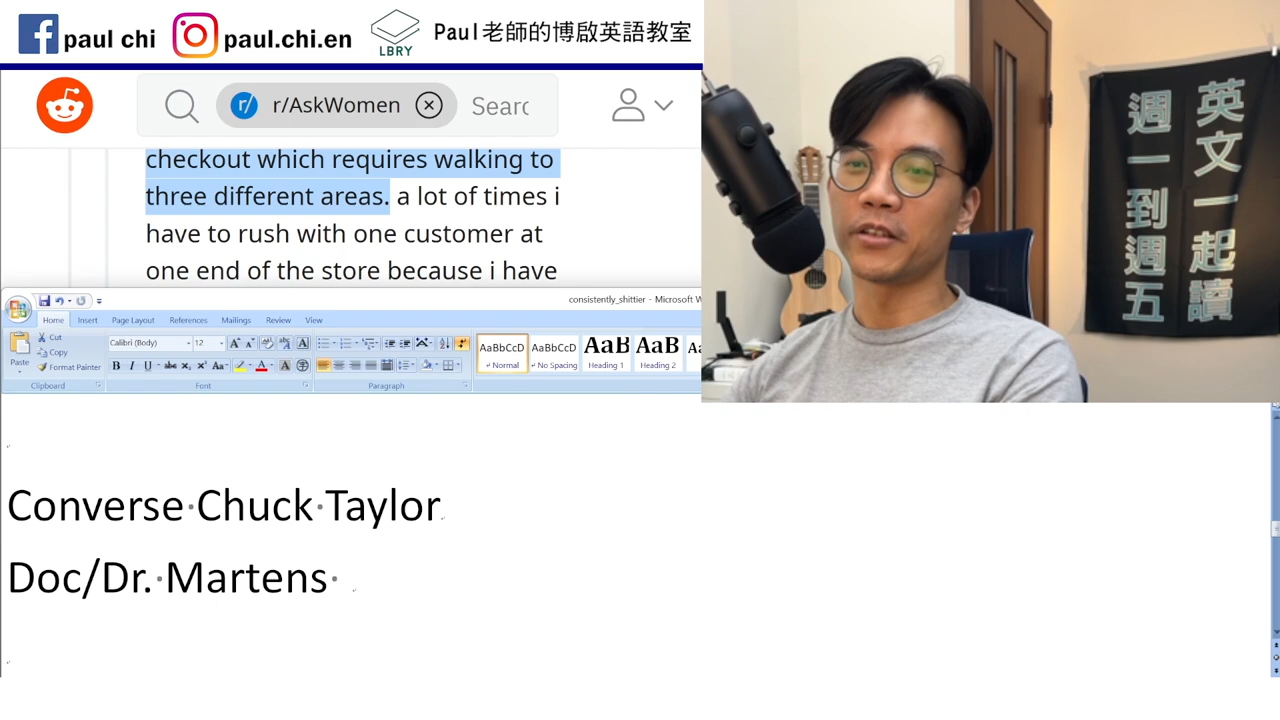 paul chi
paul.chi.en
LBRY
Paul老師的博啟英語教室
r/
r/AskWomen
Searc
checkout which requires walking to
three different areas. a lot of times i
have to rush with one customer at
one end of the store because i have
consistently_shittier - Microsoft W
Home Insert Page Layout References Mailings Review View
Cut
Copy
Format Painter
Paste
Clipboard
Calibri (Body) 12
Font
Paragraph
AaBbCcD AaBbCcD AaBb AaBb Aa
Normal No Spacing Heading 1 Heading 2
Converse Chuck Taylor
Doc/Dr. Martens
英文一起讀
週一到週五